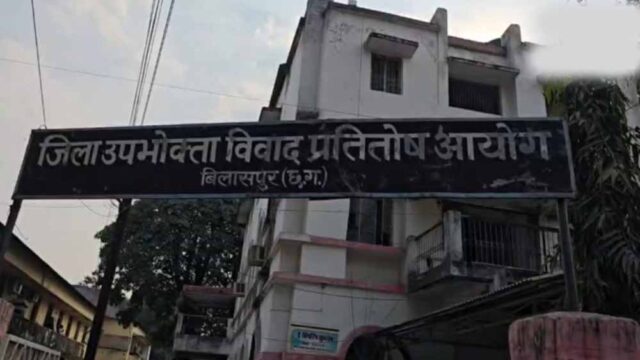 जिला उपभोक्ता विवाद प्रतितोष आयोग
बिलासपुर (छ.ग.)